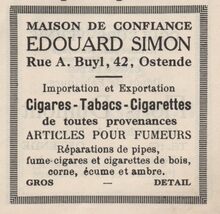 MAISON DE CONFIANCE
EDOUARD SIMON
Rue A. Buyl, 42, Ostende
Importation et Exportation
Cigares - Tabacs - Cigarettes
de toutes provenances
ARTICLES POUR FUMEURS
Réparations de pipes,
fume-cigares et cigarettes de bois,
corne, écume et ambre.
GROS — DETAIL